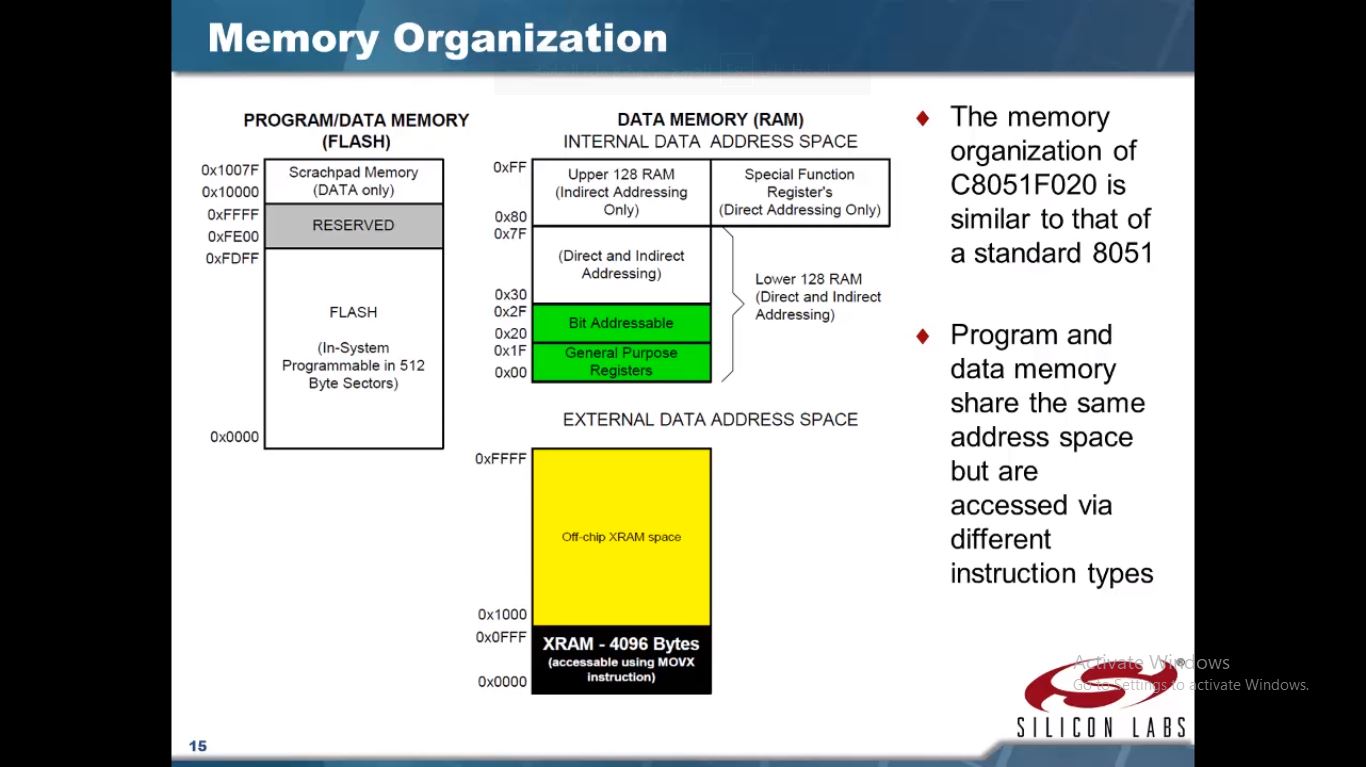 Memory Organization
PROGRAM/DATA MEMORY
(FLASH)
0x1007F
Scrachpad Memory
0x10000
(DATA only)
0xFFFF
RESERVED
0xFE00
0xFDFF
FLASH
(In-System
Programmable in 512
Byte Sectors)
0x0000
DATA MEMORY (RAM)
INTERNAL DATA ADDRESS SPACE
0xFF
Upper 128 RAM
(Indirect Addressing
Only)
0x80
Special Function
Register's
(Direct Addressing Only)
0x7F
(Direct and Indirect
Addressing)
0x30
0x2F
Bit Addressable
0x20
0x1F
General Purpose
Registers
0x00
Lower 128 RAM
(Direct and Indirect
Addressing)
EXTERNAL DATA ADDRESS SPACE
0xFFFF
Off-chip XRAM space
0x1000
0x0FFF
XRAM - 4096 Bytes
(accessable using MOVX
instruction)
0x0000
The memory
organization of
C8051F020 is
similar to that of
a standard 8051
Program and
data memory
share the same
address space
but are
accessed via
different
instruction types
Activate Windows
Go to Settings to activate Windows.
®
SILICON LABS
15